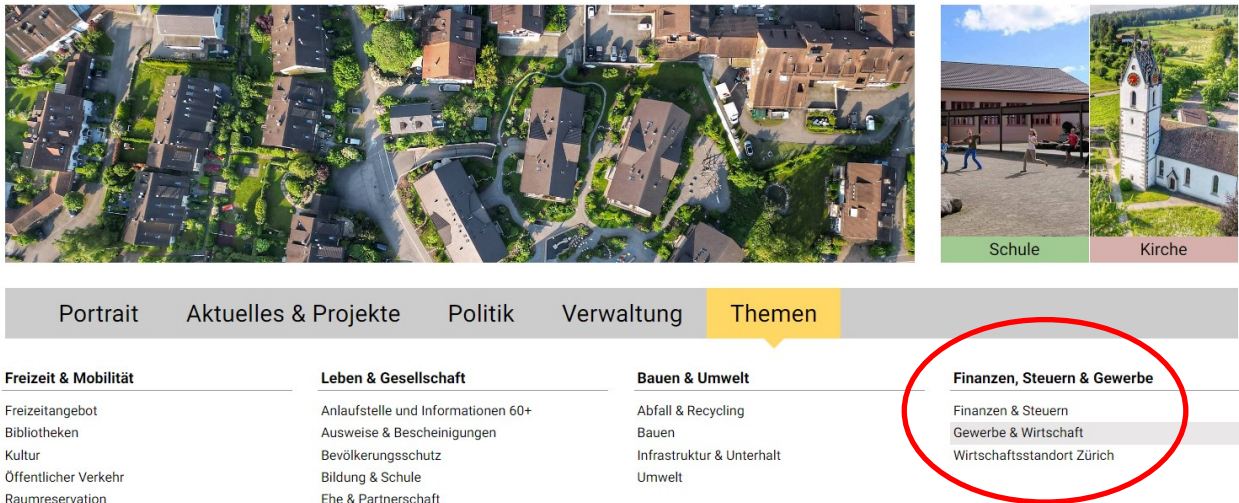 Schule
Kirche
Portrait
Aktuelles & Projekte
Politik
Verwaltung
Themen
Freizeit & Mobilität
Freizeitangebot
Bibliotheken
Kultur
Öffentlicher Verkehr
Raumreservation
Leben & Gesellschaft
Anlaufstelle und Informationen 60+
Ausweise & Bescheinigungen
Bevölkerungsschutz
Bildung & Schule
Ehe & Partnerschaft
Bauen & Umwelt
Abfall & Recycling
Bauen
Infrastruktur & Unterhalt
Umwelt
Finanzen, Steuern & Gewerbe
Finanzen & Steuern
Gewerbe & Wirtschaft
Wirtschaftsstandort Zürich